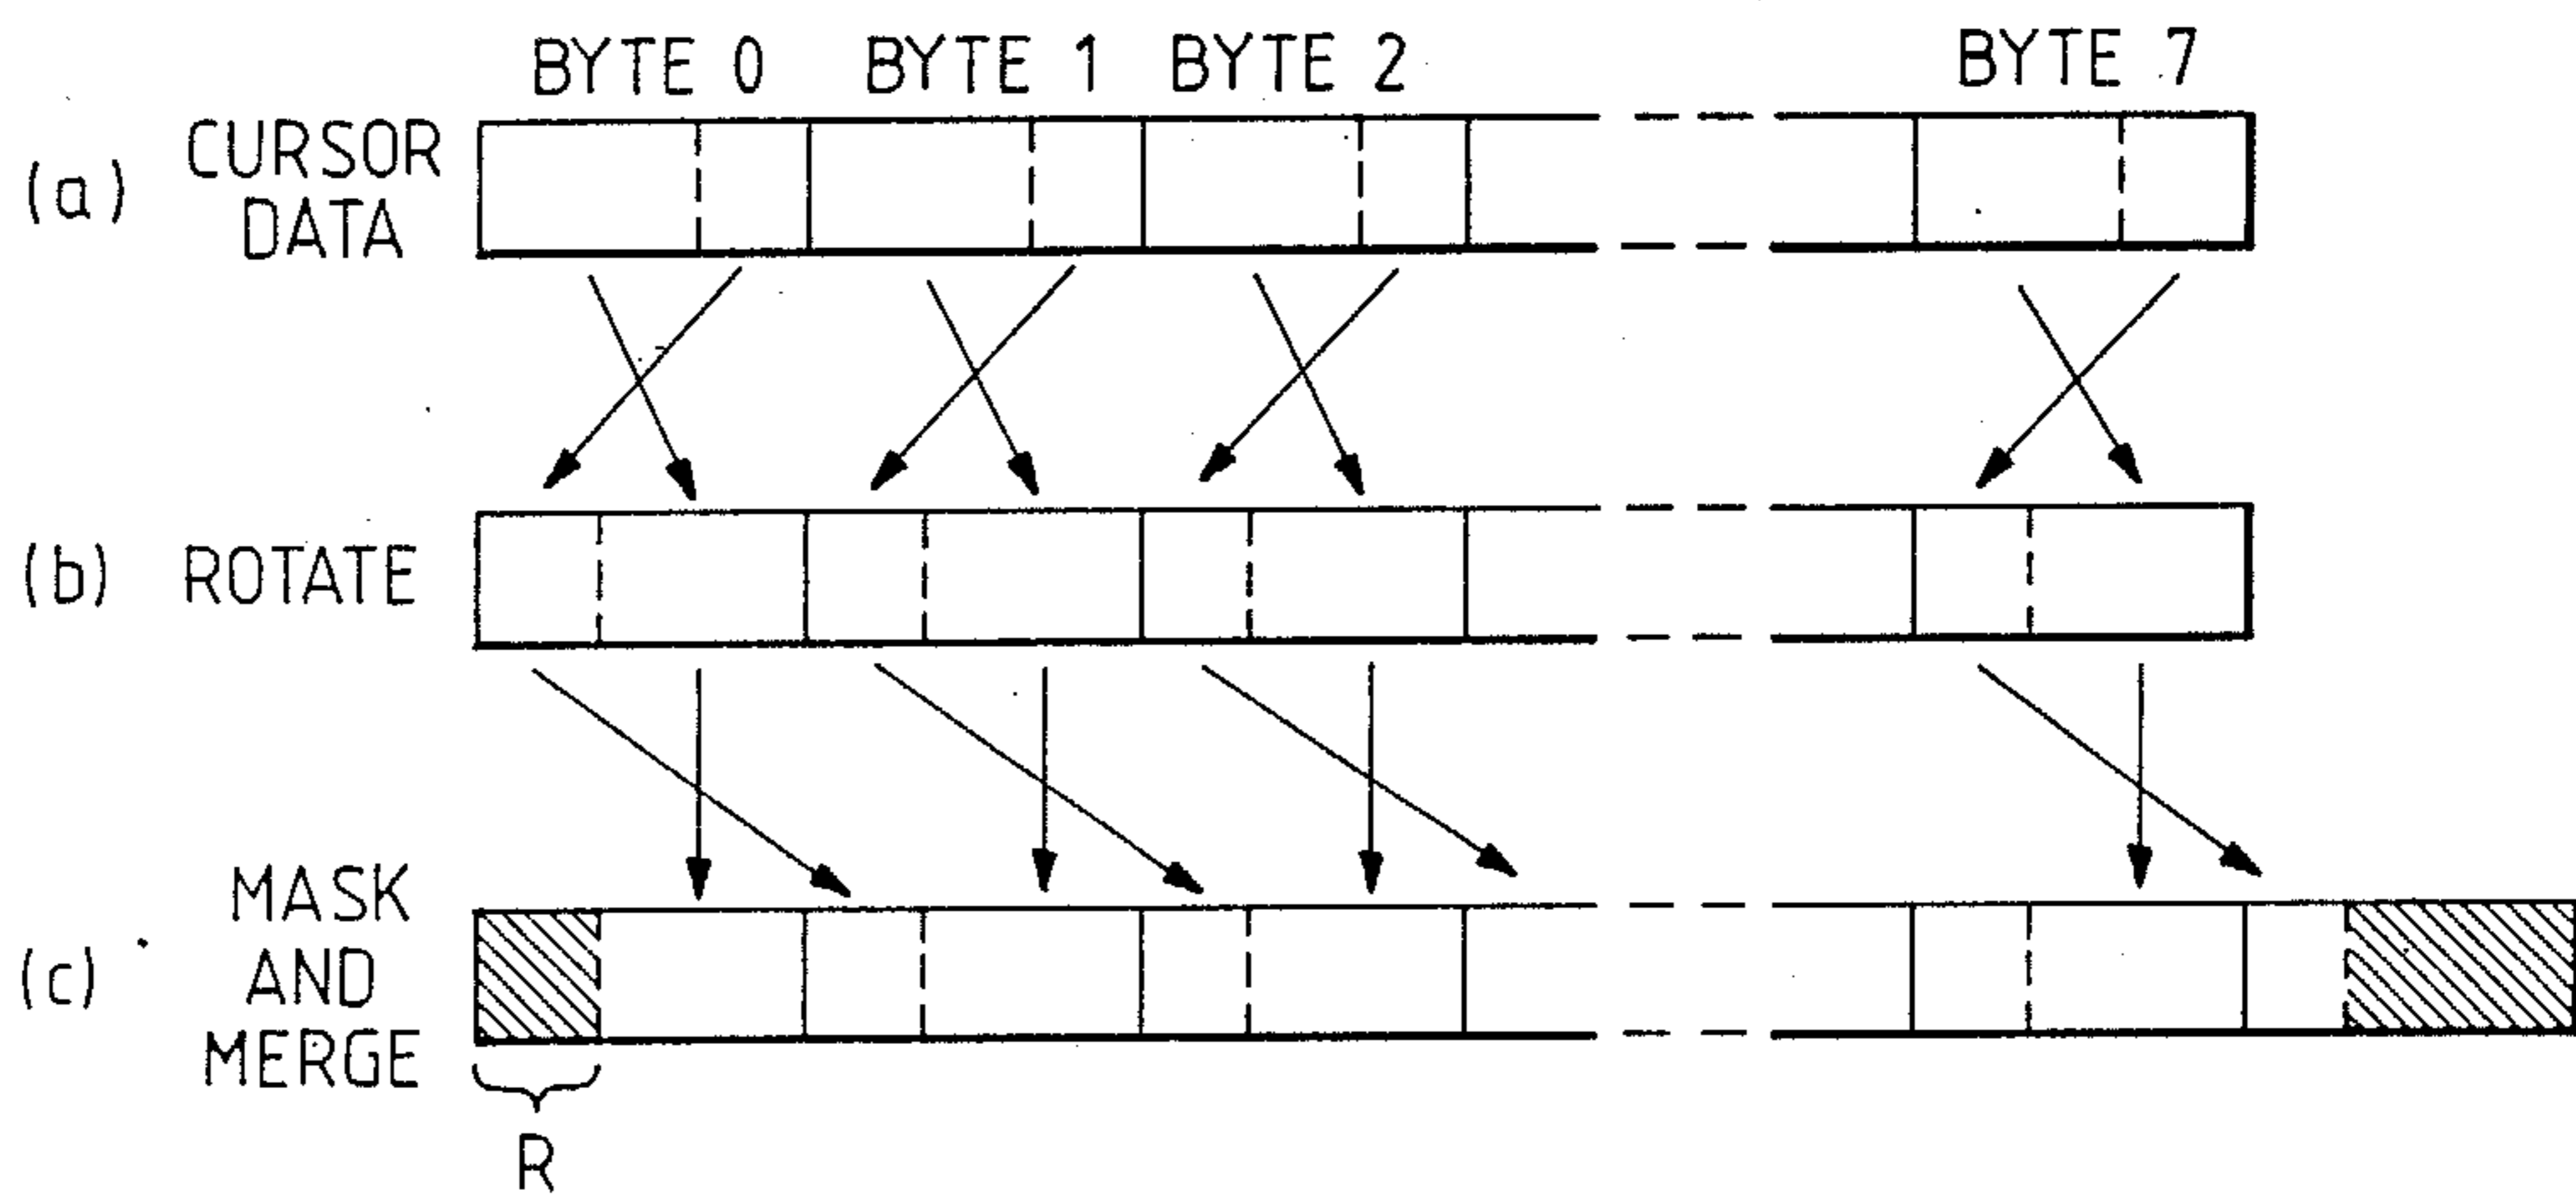 BYTE 0 BYTE 1 BYTE 2 BYTE 7
(a) CURSOR
DATA
(b) ROTATE
MASK
(c) AND
MERGE
R